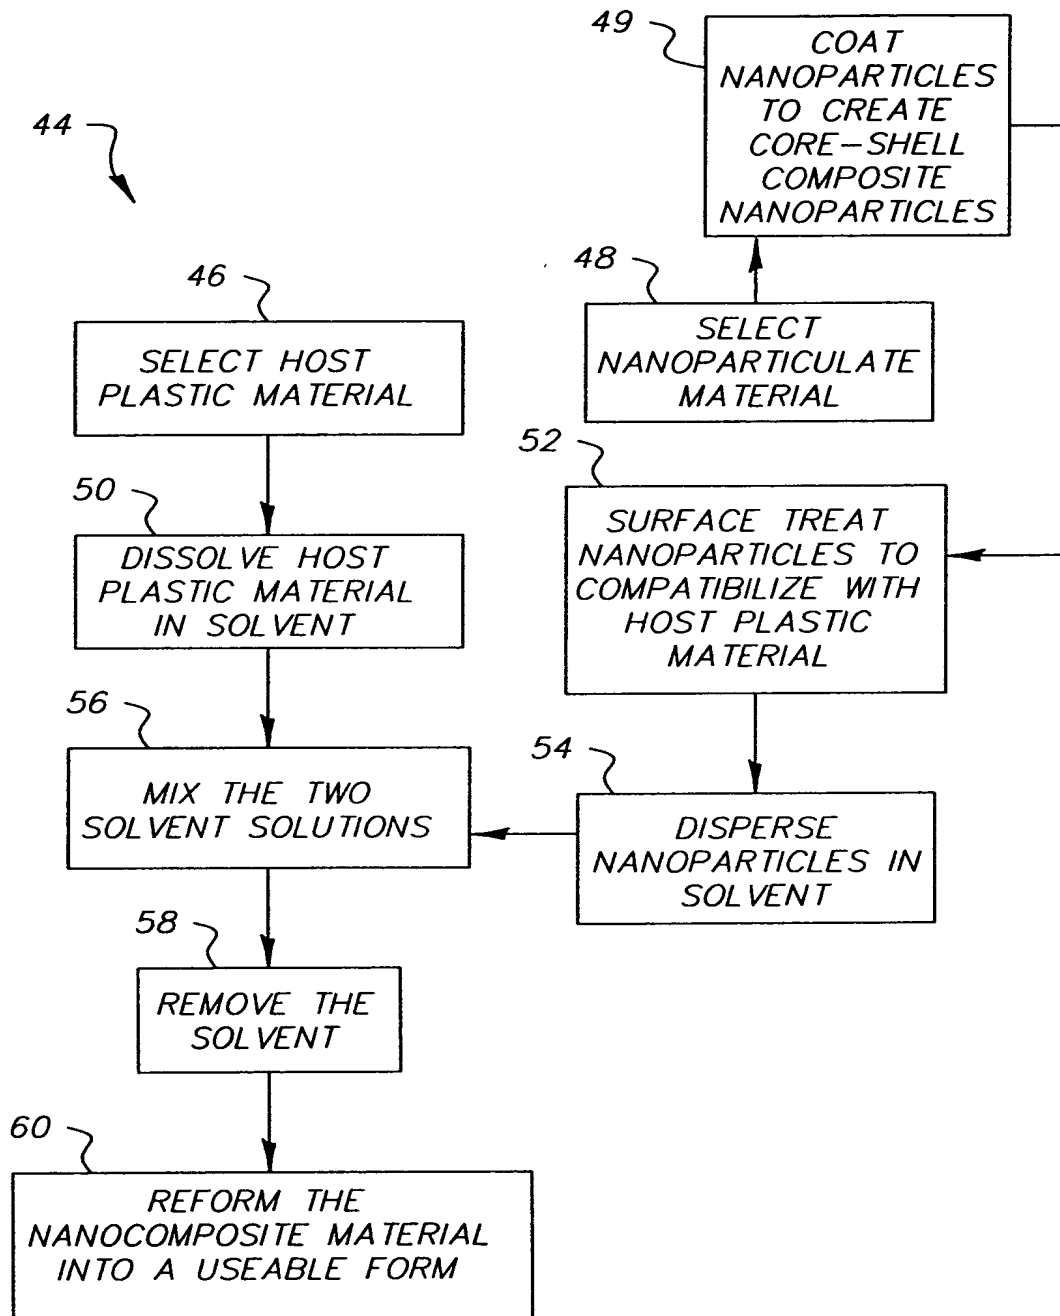 49
COAT
NANOPARTICLES
TO CREATE
CORE-SHELL
COMPOSITE
NANOPARTICLES
44
48
SELECT
NANOPARTICULATE
MATERIAL
46
SELECT HOST
PLASTIC MATERIAL
52
SURFACE TREAT
NANOPARTICLES TO
COMPATIBILIZE WITH
HOST PLASTIC
MATERIAL
50
DISSOLVE HOST
PLASTIC MATERIAL
IN SOLVENT
56
MIX THE TWO
SOLVENT SOLUTIONS
54
DISPERSE
NANOPARTICLES IN
SOLVENT
58
REMOVE THE
SOLVENT
60
REFORM THE
NANOCOMPOSITE MATERIAL
INTO A USEABLE FORM